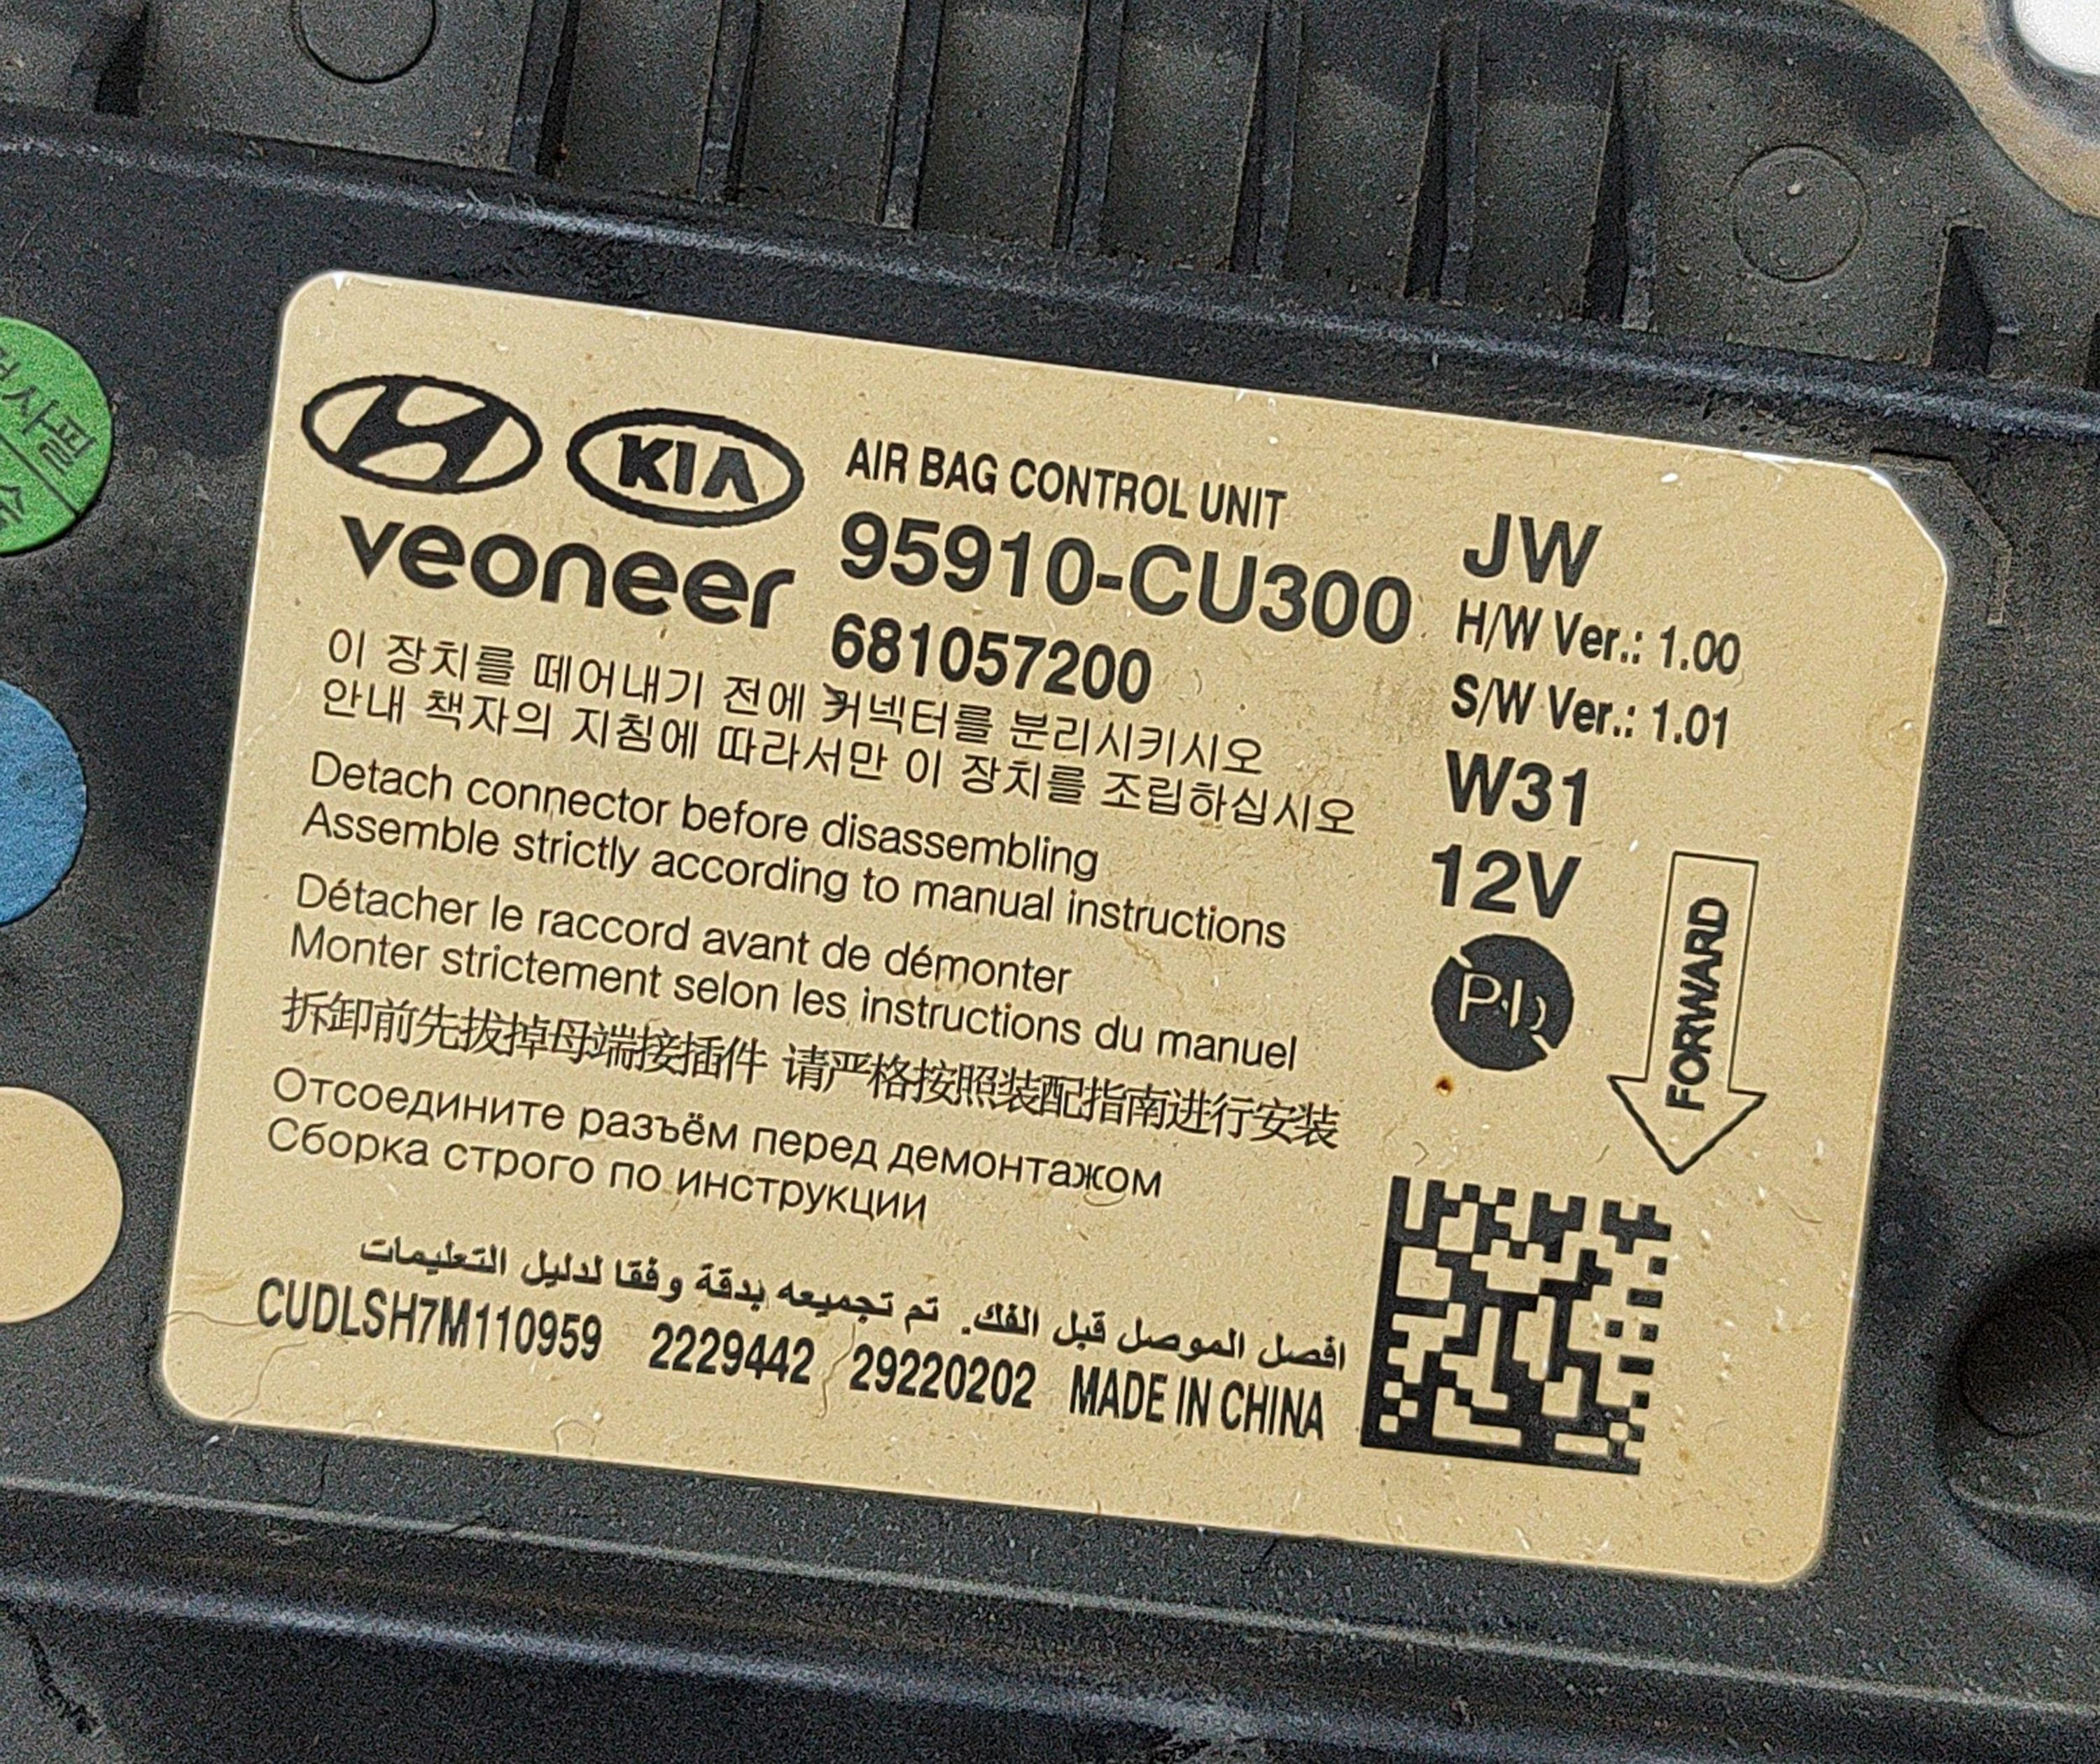 KIA
AIR BAG CONTROL UNIT
veoneer
95910-CU300
681057200
JW
H/W Ver.: 1.00
S/W Ver.: 1.01
W31
12V
FORWARD
이 장치를 떼어내기 전에 커넥터를 분리시키시오
안내 책자의 지침에 따라서만 이 장치를 조립하십시오
Detach connector before disassembling
Assemble strictly according to manual instructions
Détacher le raccord avant de démonter
Monter strictement selon les instructions du manuel
拆卸前先拔掉母端接插件 请严格按照装配指南进行安装
Отсоедините разъём перед демонтажом
Сборка строго по инструкции
افصل الموصل قبل الفك. تم تجميعه بدقة وفقا لدليل التعليمات
CUDLSH7M110959 2229442 29220202 MADE IN CHINA